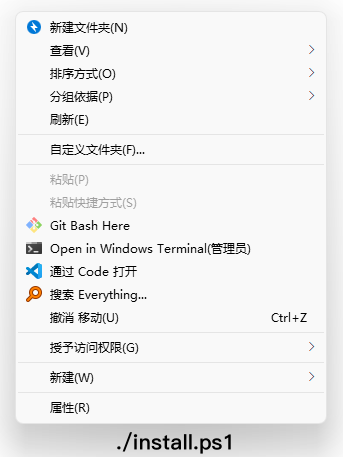 新建文件夹(N)
查看(V)
排序方式(O)
分组依据(P)
刷新(E)
自定义文件夹(F)...
粘贴(P)
粘贴快捷方式(S)
Git Bash Here
Open in Windows Terminal(管理员)
通过 Code 打开
搜索 Everything...
撤消 移动(U) Ctrl+Z
授予访问权限(G)
新建(W)
属性(R)
./install.ps1